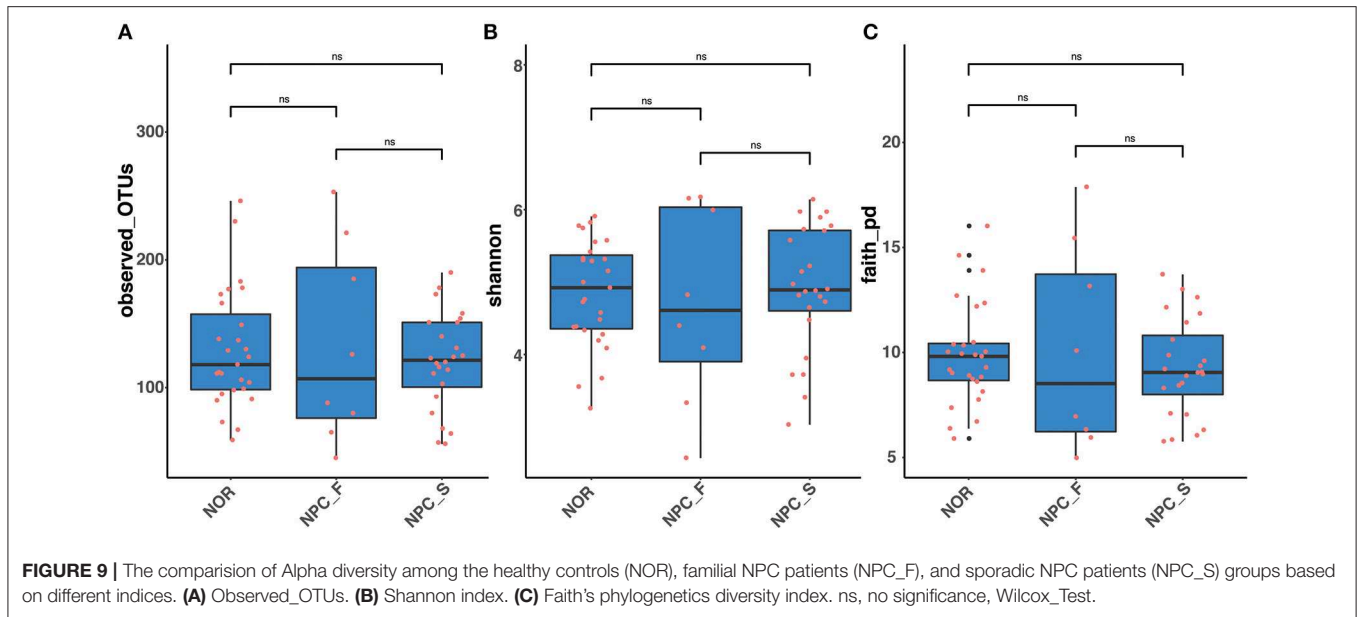 A
ns
ns
ns
300
200
100
observed_OTUs
NOR
NPC_F
NPC_S
B
ns
ns
ns
8
6
4
shannon
NOR
NPC_F
NPC_S
C
ns
ns
ns
20
15
10
5
faith_pd
NOR
NPC_F
NPC_S
FIGURE 9 | The comparision of Alpha diversity among the healthy controls (NOR), familial NPC patients (NPC_F), and sporadic NPC patients (NPC_S) groups based
on different indices. (A) Observed_OTUs. (B) Shannon index. (C) Faith's phylogenetics diversity index. ns, no significance, Wilcox_Test.